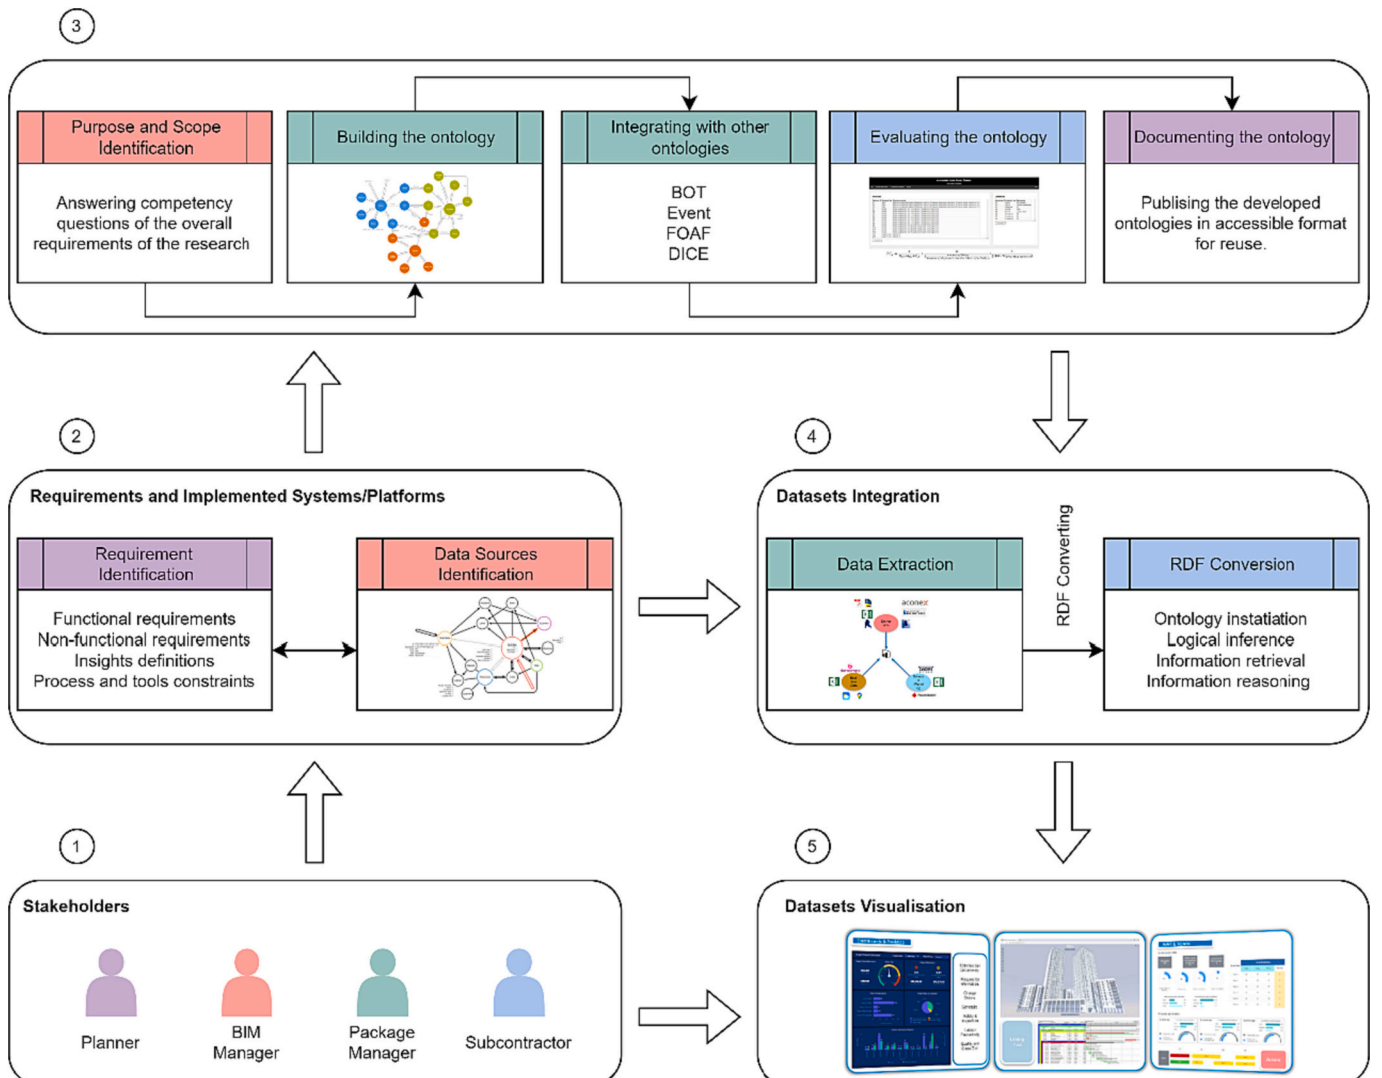 3
Purpose and Scope
Identification
Building the ontology
Integrating with other
ontologies
Evaluating the ontology
Documenting the ontology
Answering competency
questions of the overall
requirements of the research
BOT
Event
FOAF
DICE
Publising the developed
ontologies in accessible format
for reuse.
2
4
Requirements and Implemented Systems/Platforms
Datasets Integration
RDF Converting
Requirement
Identification
Data Sources
Identification
Data Extraction
RDF Conversion
Functional requirements
Non-functional requirements
Insights definitions
Process and tools constraints
aconex
Ontology instatiation
Logical inference
Information retrieval
Information reasoning
1
5
Stakeholders
Datasets Visualisation
Planner
BIM
Manager
Package
Manager
Subcontractor